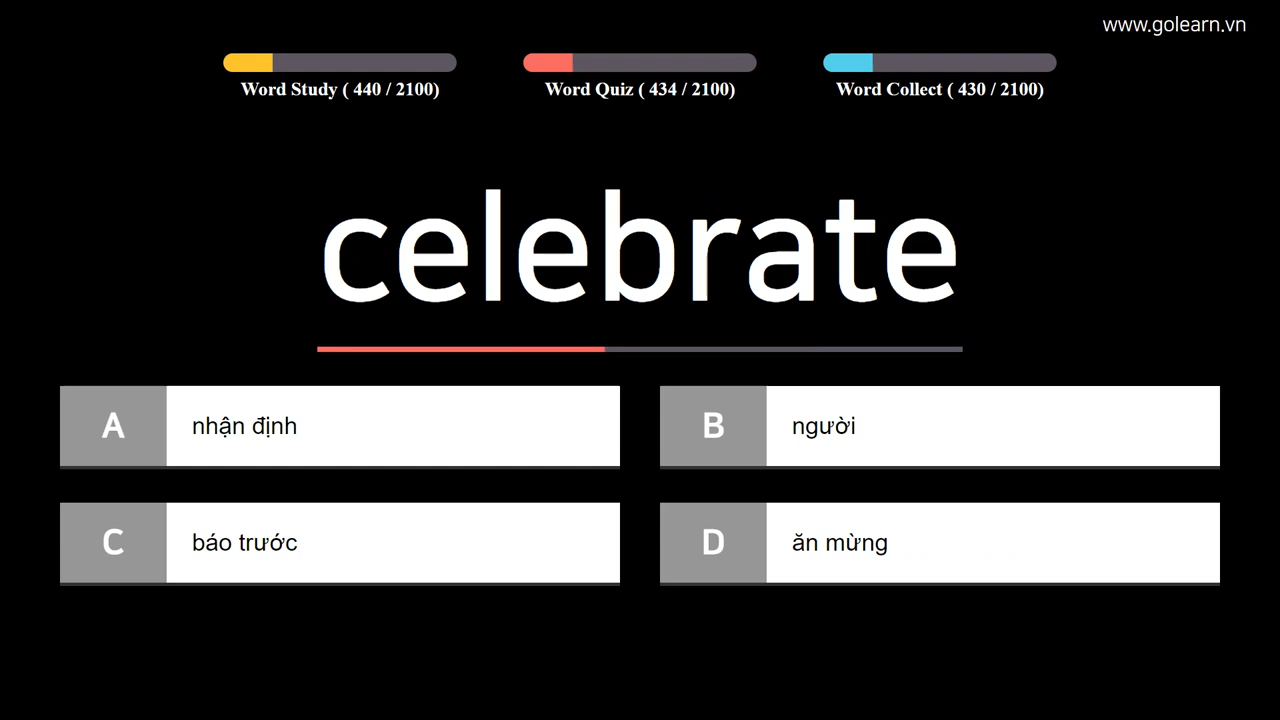 www.golearn.vn
Word Study ( 440 / 2100)
Word Quiz ( 434 / 2100)
Word Collect ( 430 / 2100)
celebrate
A nhận định
B người
C báo trước
D ăn mừng